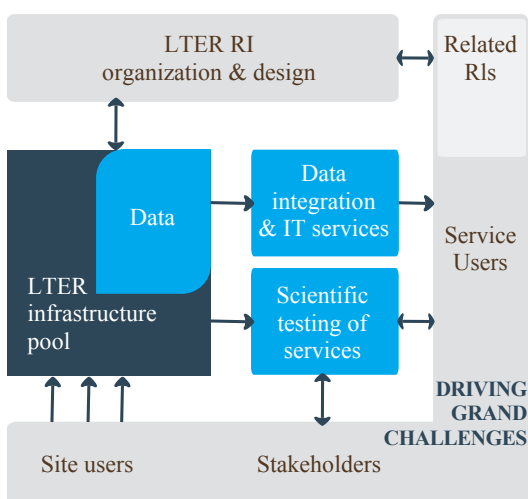 LTER RI
organization & design
Related
RIs
Data
Data
integration
& IT services
LTER
infrastructure
pool
Scientific
testing of
services
Service
Users
DRIVING
GRAND
CHALLENGES
Site users
Stakeholders